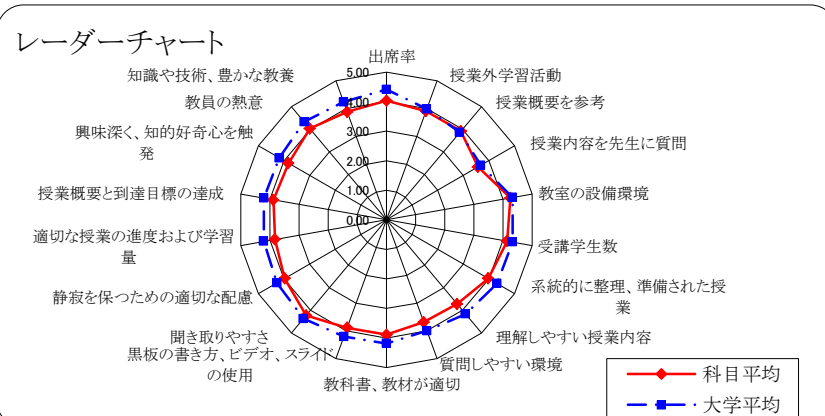 レーダーチャート
出席率
授業外学習活動
授業概要を参考
授業内容を先生に質問
教室の設備環境
受講学生数
系統的に整理、準備された授
業
理解しやすい授業内容
質問しやすい環境
教科書、教材が適切
黒板の書き方、ビデオ、スライド
の使用
聞き取りやすさ
静寂を保つための適切な配慮
適切な授業の進度および学習
量
授業概要と到達目標の達成
興味深く、知的好奇心を触
発
教員の熱意
知識や技術、豊かな教養
5.00
4.00
3.00
2.00
1.00
0.00
科目平均
大学平均